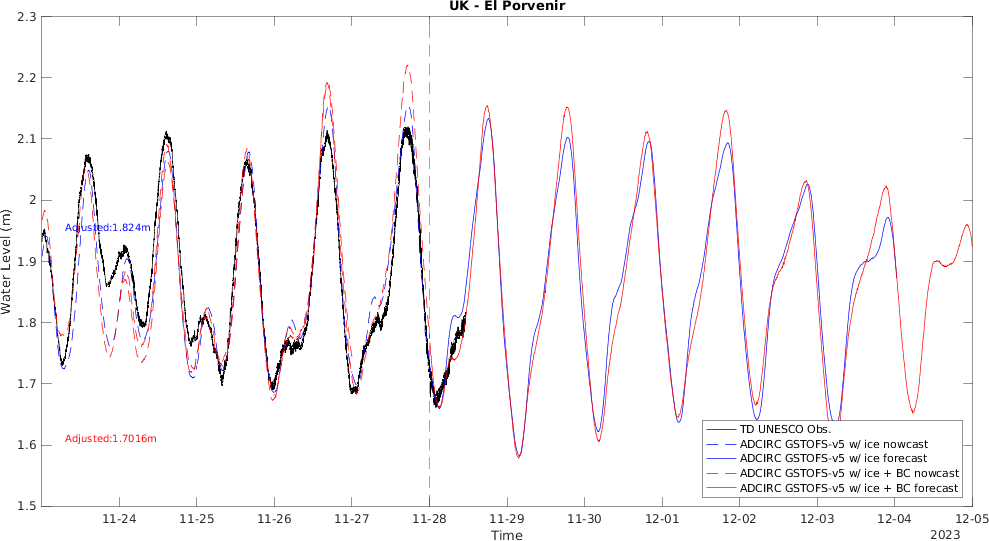 UK - El Porvenir
2.3
2.2
2.1
2
1.9
1.8
1.7
1.6
1.5
Water Level (m)
Adjusted:1.824m
Adjusted:1.7016m
TD UNESCO Obs.
ADCIRC GSTOFS-v5 w/ ice nowcast
ADCIRC GSTOFS-v5 w/ ice forecast
ADCIRC GSTOFS-v5 w/ ice + BC nowcast
ADCIRC GSTOFS-v5 w/ ice + BC forecast
11-24 11-25 11-26 11-27 11-28 11-29 11-30 12-01 12-02 12-03 12-04 12-05
Time
2023